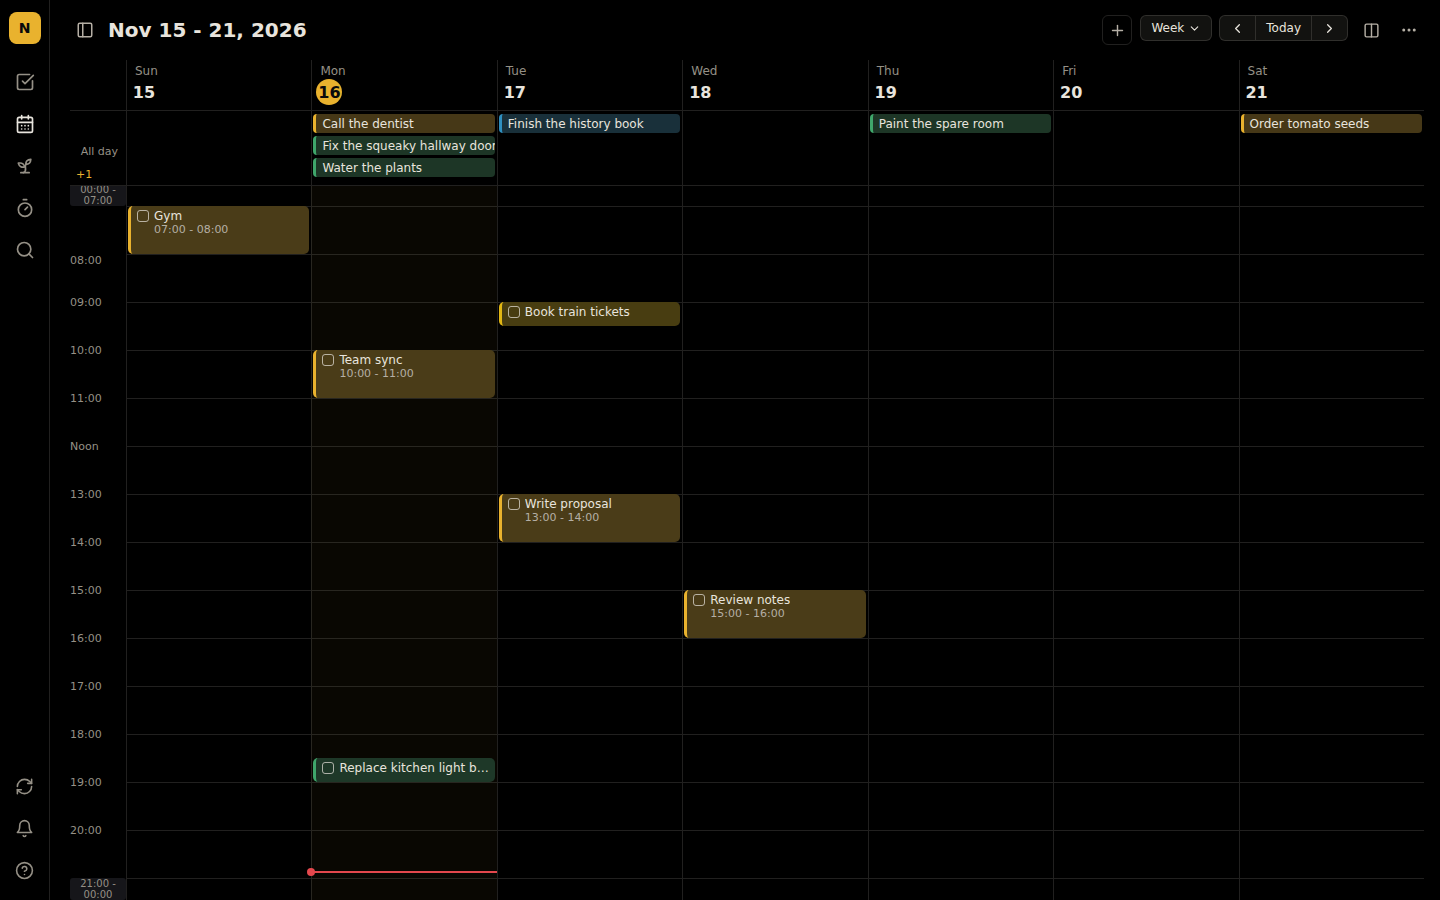 N
Nov 15 - 21, 2026
Week
Today
Sun
15
Mon
16
Tue
17
Wed
18
Thu
19
Fri
20
Sat
21
All day
+1
Call the dentist
Fix the squeaky hallway door
Water the plants
Finish the history book
Paint the spare room
Order tomato seeds
00:00 -
07:00
Gym
07:00 - 08:00
08:00
09:00
Book train tickets
10:00
Team sync
10:00 - 11:00
11:00
Noon
13:00
Write proposal
13:00 - 14:00
14:00
15:00
Review notes
15:00 - 16:00
16:00
17:00
18:00
Replace kitchen light b...
19:00
20:00
21:00 -
00:00